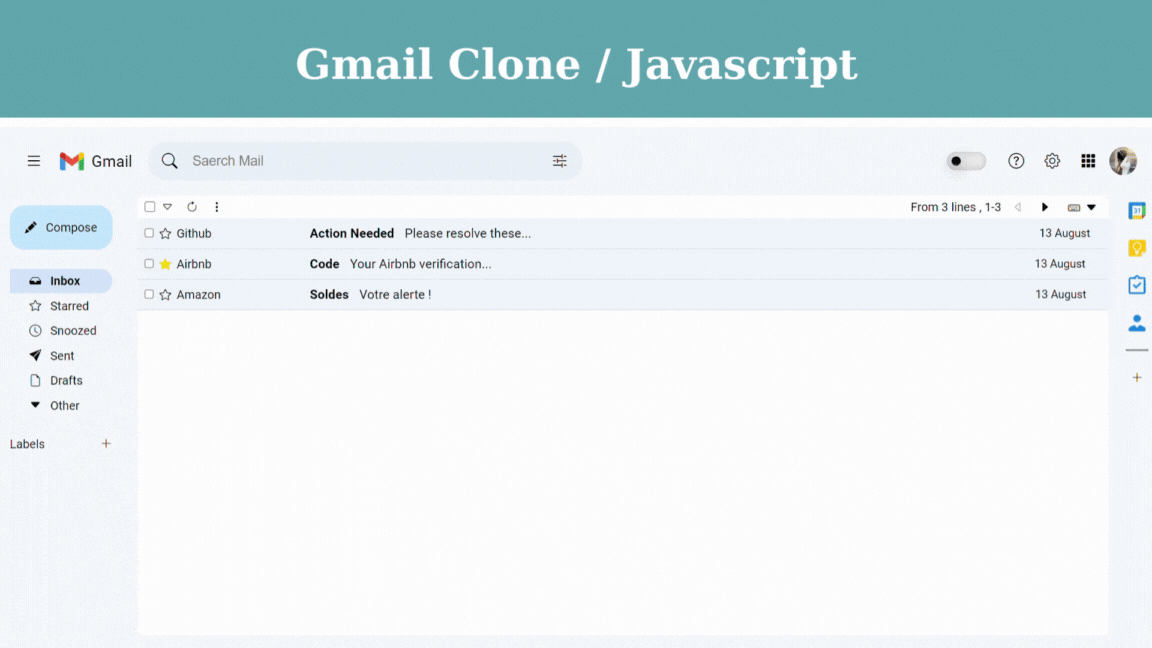 Gmail Clone / Javascript
Gmail
Saerch Mail
From 3 lines , 1-3
Compose
Github Action Needed Please resolve these... 13 August
Airbnb Code Your Airbnb verification... 13 August
Amazon Soldes Votre alerte ! 13 August
Inbox
Starred
Snoozed
Sent
Drafts
Other
Labels
31